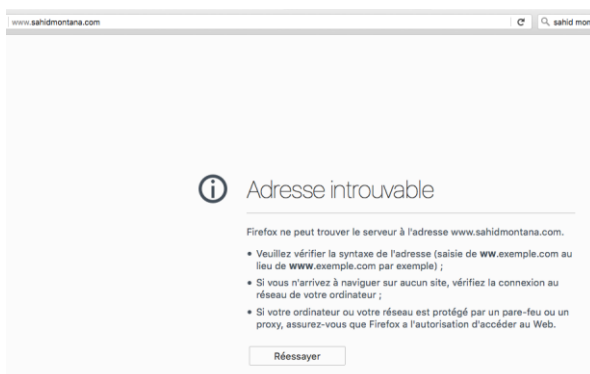 www.sahidmontana.com
sahid mon
Adresse introuvable
Firefox ne peut trouver le serveur à l'adresse www.sahidmontana.com.
• Veuillez vérifier la syntaxe de l'adresse (saisie de ww.exemple.com au
lieu de www.exemple.com par exemple) ;
• Si vous n'arrivez à naviguer sur aucun site, vérifiez la connexion au
réseau de votre ordinateur ;
• Si votre ordinateur ou votre réseau est protégé par un pare-feu ou un
proxy, assurez-vous que Firefox a l'autorisation d'accéder au Web.
Réessayer